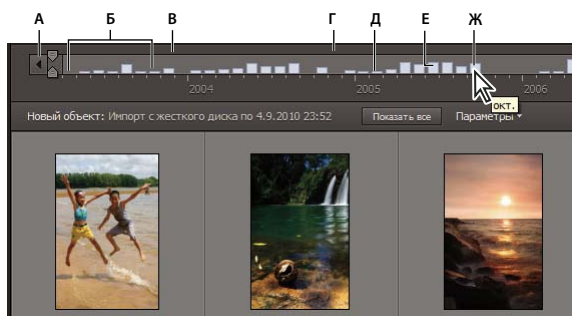 А Б В Г Д Е Ж
2004 2005 2006
окт.
Новый объект: Импорт с жесткого диска по 4.9.2010 23:52 Показать все Параметры